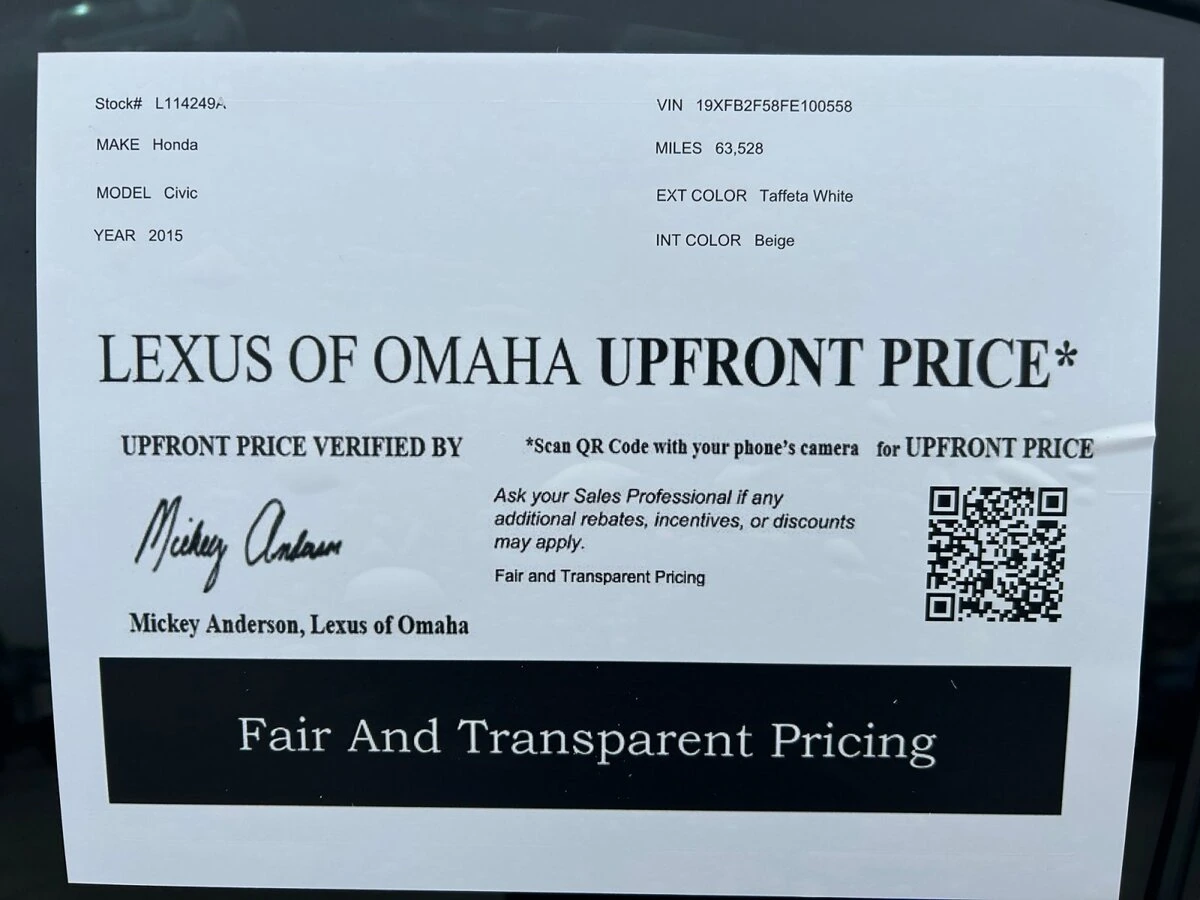 Stock# L114249A
VIN 19XFB2F58FE100558
MAKE Honda
MILES 63,528
MODEL Civic
EXT COLOR Taffeta White
YEAR 2015
INT COLOR Beige
LEXUS OF OMAHA UPFRONT PRICE*
UPFRONT PRICE VERIFIED BY
*Scan QR Code with your phone's camera for UPFRONT PRICE
Mickey Anderson
Ask your Sales Professional if any
additional rebates, incentives, or discounts
may apply.
Fair and Transparent Pricing
Mickey Anderson, Lexus of Omaha
Fair And Transparent Pricing